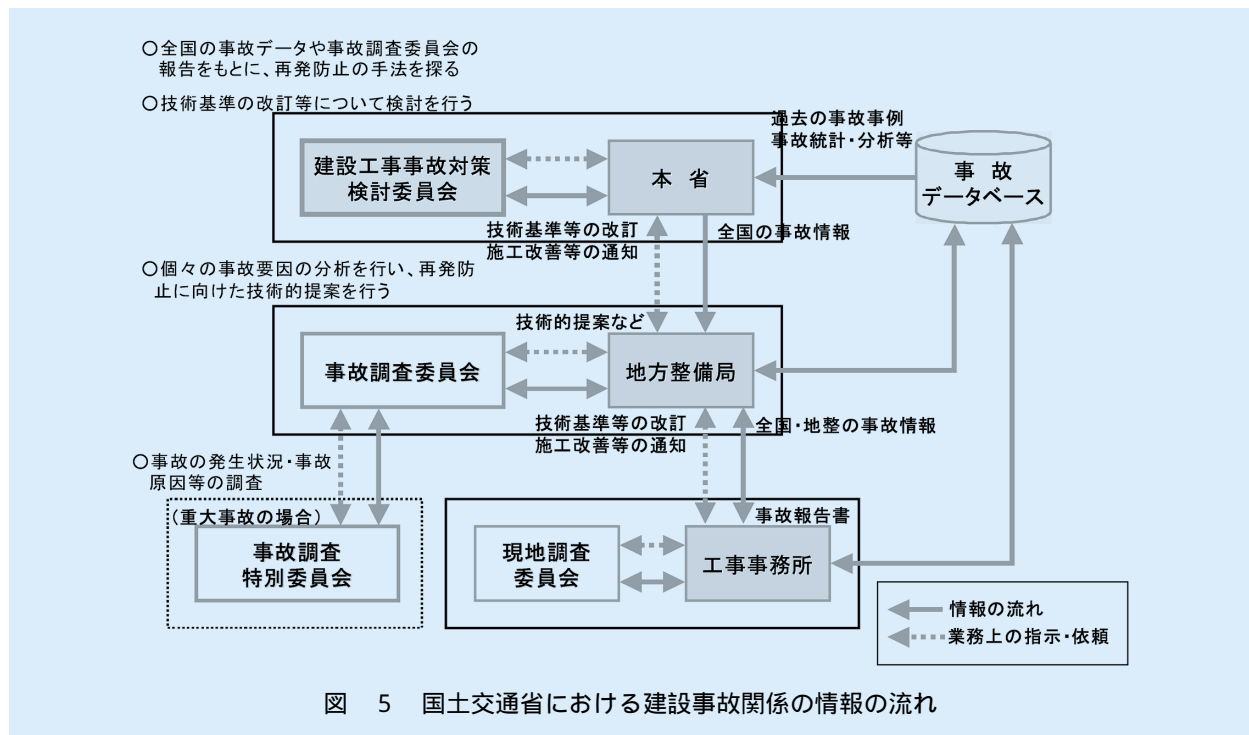 ○全国の事故データや事故調査委員会の
報告をもとに、再発防止の手法を探る
○技術基準の改訂等について検討を行う
過去の事故事例
事故統計・分析等
建設工事事故対策
検討委員会
本 省
事 故
データベース
技術基準等の改訂
施工改善等の通知
全国の事故情報
○個々の事故要因の分析を行い、再発防
止に向けた技術的提案を行う
技術的提案など
事故調査委員会
地方整備局
技術基準等の改訂
施工改善等の通知
全国・地整の事故情報
○事故の発生状況・事故
原因等の調査
(重大事故の場合)
事故調査
特別委員会
事故報告書
現地調査
委員会
工事事務所
情報の流れ
業務上の指示・依頼
図 5 国土交通省における建設事故関係の情報の流れ